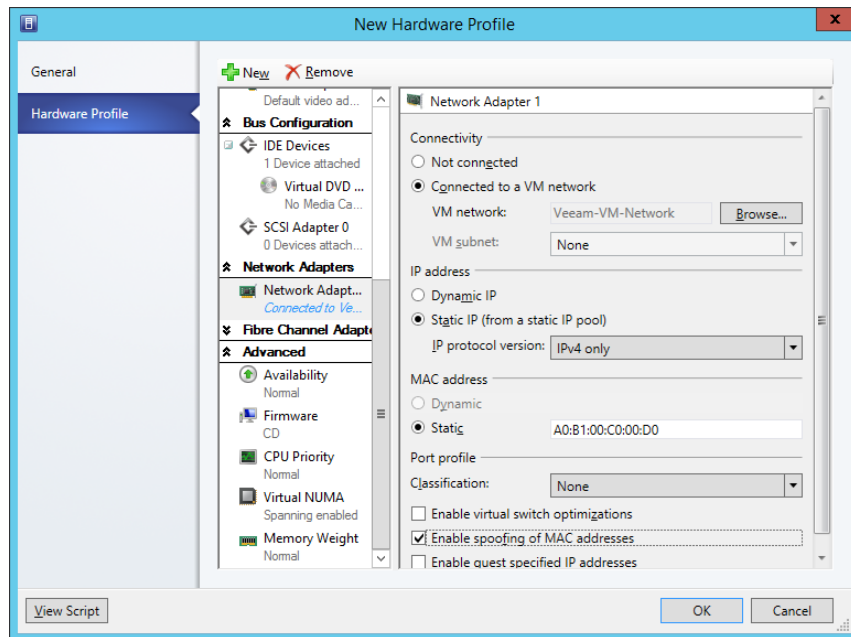 New Hardware Profile
X
General
Hardware Profile
New Remove
Default video ad...
Bus Configuration
IDE Devices
1 Device attached
Virtual DVD ...
No Media Ca...
SCSI Adapter 0
0 Devices attach...
Network Adapters
Network Adapt...
Connected to Ve...
Fibre Channel Adapt
Advanced
Availability
Normal
Firmware
CD
CPU Priority
Normal
Virtual NUMA
Spanning enabled
Memory Weight
Normal
Network Adapter 1
Connectivity
Not connected
Connected to a VM network
VM network: Veeam-VM-Network Browse...
VM subnet: None
IP address
Dynamic IP
Static IP (from a static IP pool)
IP protocol version: IPv4 only
MAC address
Dynamic
Static A0:B1:00:C0:00:D0
Port profile
Classification: None
Enable virtual switch optimizations
Enable spoofing of MAC addresses
Enable guest specified IP addresses
View Script OK Cancel